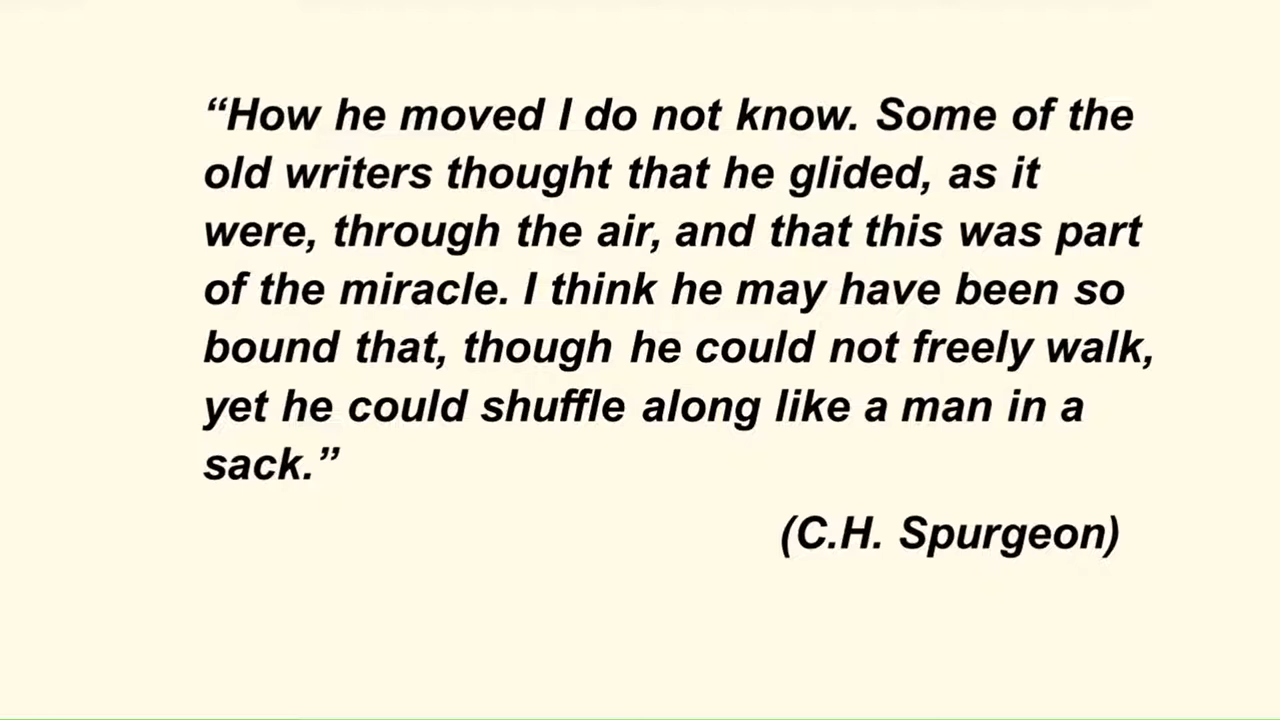 “How he moved I do not know. Some of the
old writers thought that he glided, as it
were, through the air, and that this was part
of the miracle. I think he may have been so
bound that, though he could not freely walk,
yet he could shuffle along like a man in a
sack.”
(C.H. Spurgeon)